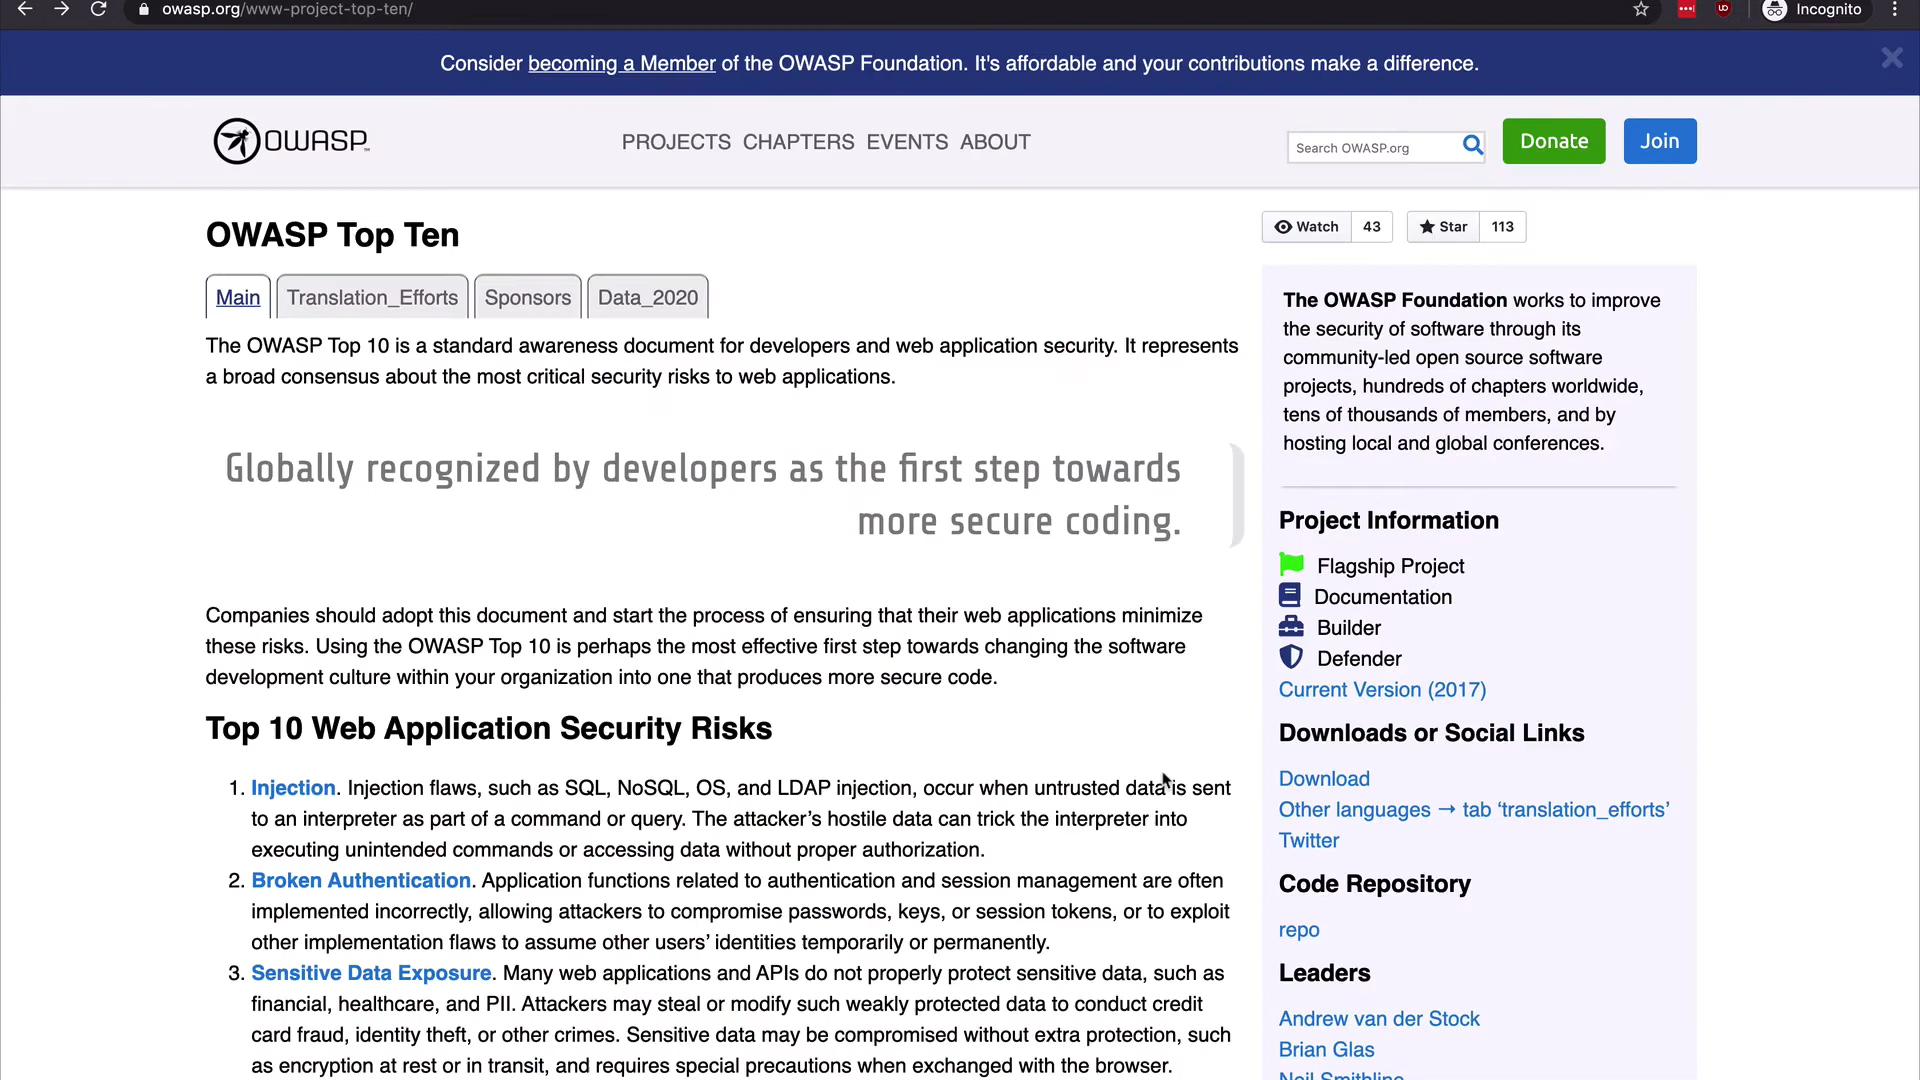 owasp.org/www-project-top-ten/
Incognito
Consider becoming a Member of the OWASP Foundation. It's affordable and your contributions make a difference.
OWASP
PROJECTS CHAPTERS EVENTS ABOUT
Search OWASP.org
Donate
Join
OWASP Top Ten
Main
Translation_Efforts
Sponsors
Data_2020
The OWASP Top 10 is a standard awareness document for developers and web application security. It represents
a broad consensus about the most critical security risks to web applications.
Globally recognized by developers as the first step towards
more secure coding.
Companies should adopt this document and start the process of ensuring that their web applications minimize
these risks. Using the OWASP Top 10 is perhaps the most effective first step towards changing the software
development culture within your organization into one that produces more secure code.
Top 10 Web Application Security Risks
1. Injection. Injection flaws, such as SQL, NoSQL, OS, and LDAP injection, occur when untrusted data is sent
to an interpreter as part of a command or query. The attacker’s hostile data can trick the interpreter into
executing unintended commands or accessing data without proper authorization.
2. Broken Authentication. Application functions related to authentication and session management are often
implemented incorrectly, allowing attackers to compromise passwords, keys, or session tokens, or to exploit
other implementation flaws to assume other users’ identities temporarily or permanently.
3. Sensitive Data Exposure. Many web applications and APIs do not properly protect sensitive data, such as
financial, healthcare, and PII. Attackers may steal or modify such weakly protected data to conduct credit
card fraud, identity theft, or other crimes. Sensitive data may be compromised without extra protection, such
as encryption at rest or in transit, and requires special precautions when exchanged with the browser.
Watch 43
Star 113
The OWASP Foundation works to improve
the security of software through its
community-led open source software
projects, hundreds of chapters worldwide,
tens of thousands of members, and by
hosting local and global conferences.
Project Information
Flagship Project
Documentation
Builder
Defender
Current Version (2017)
Downloads or Social Links
Download
Other languages → tab ‘translation_efforts’
Twitter
Code Repository
repo
Leaders
Andrew van der Stock
Brian Glas
Neil Smithline